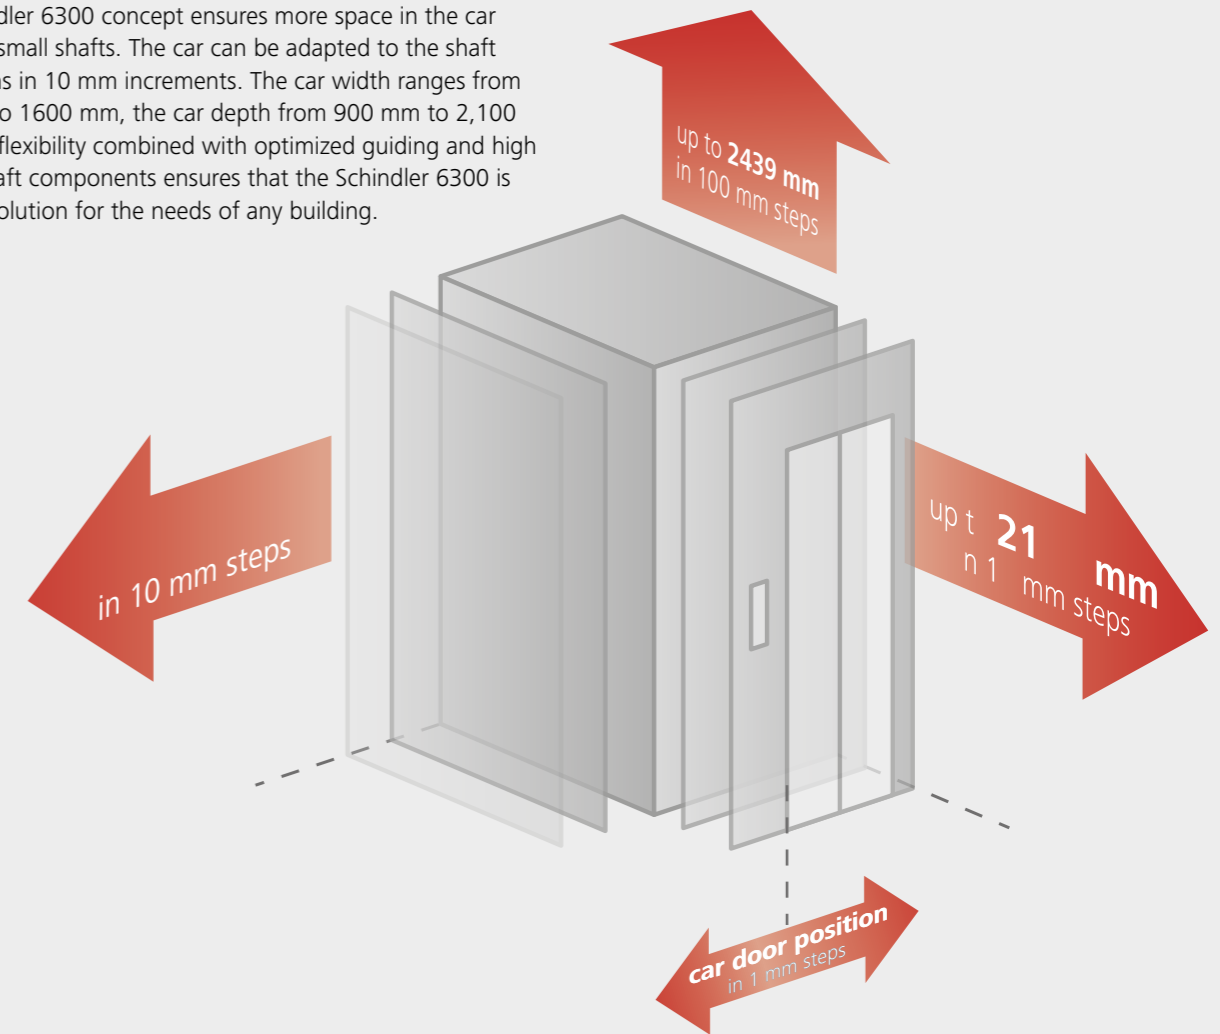 dler 6300 concept ensures more space in the car
small shafts. The car can be adapted to the shaft
s in 10 mm increments. The car width ranges from
o 1600 mm, the car depth from 900 mm to 2,100
flexibility combined with optimized guiding and high
aft components ensures that the Schindler 6300 is
olution for the needs of any building.
up to 2439 mm
in 100 mm steps
in 10 mm steps
up t 21 mm
n 1 mm steps
car door position
in 1 mm steps